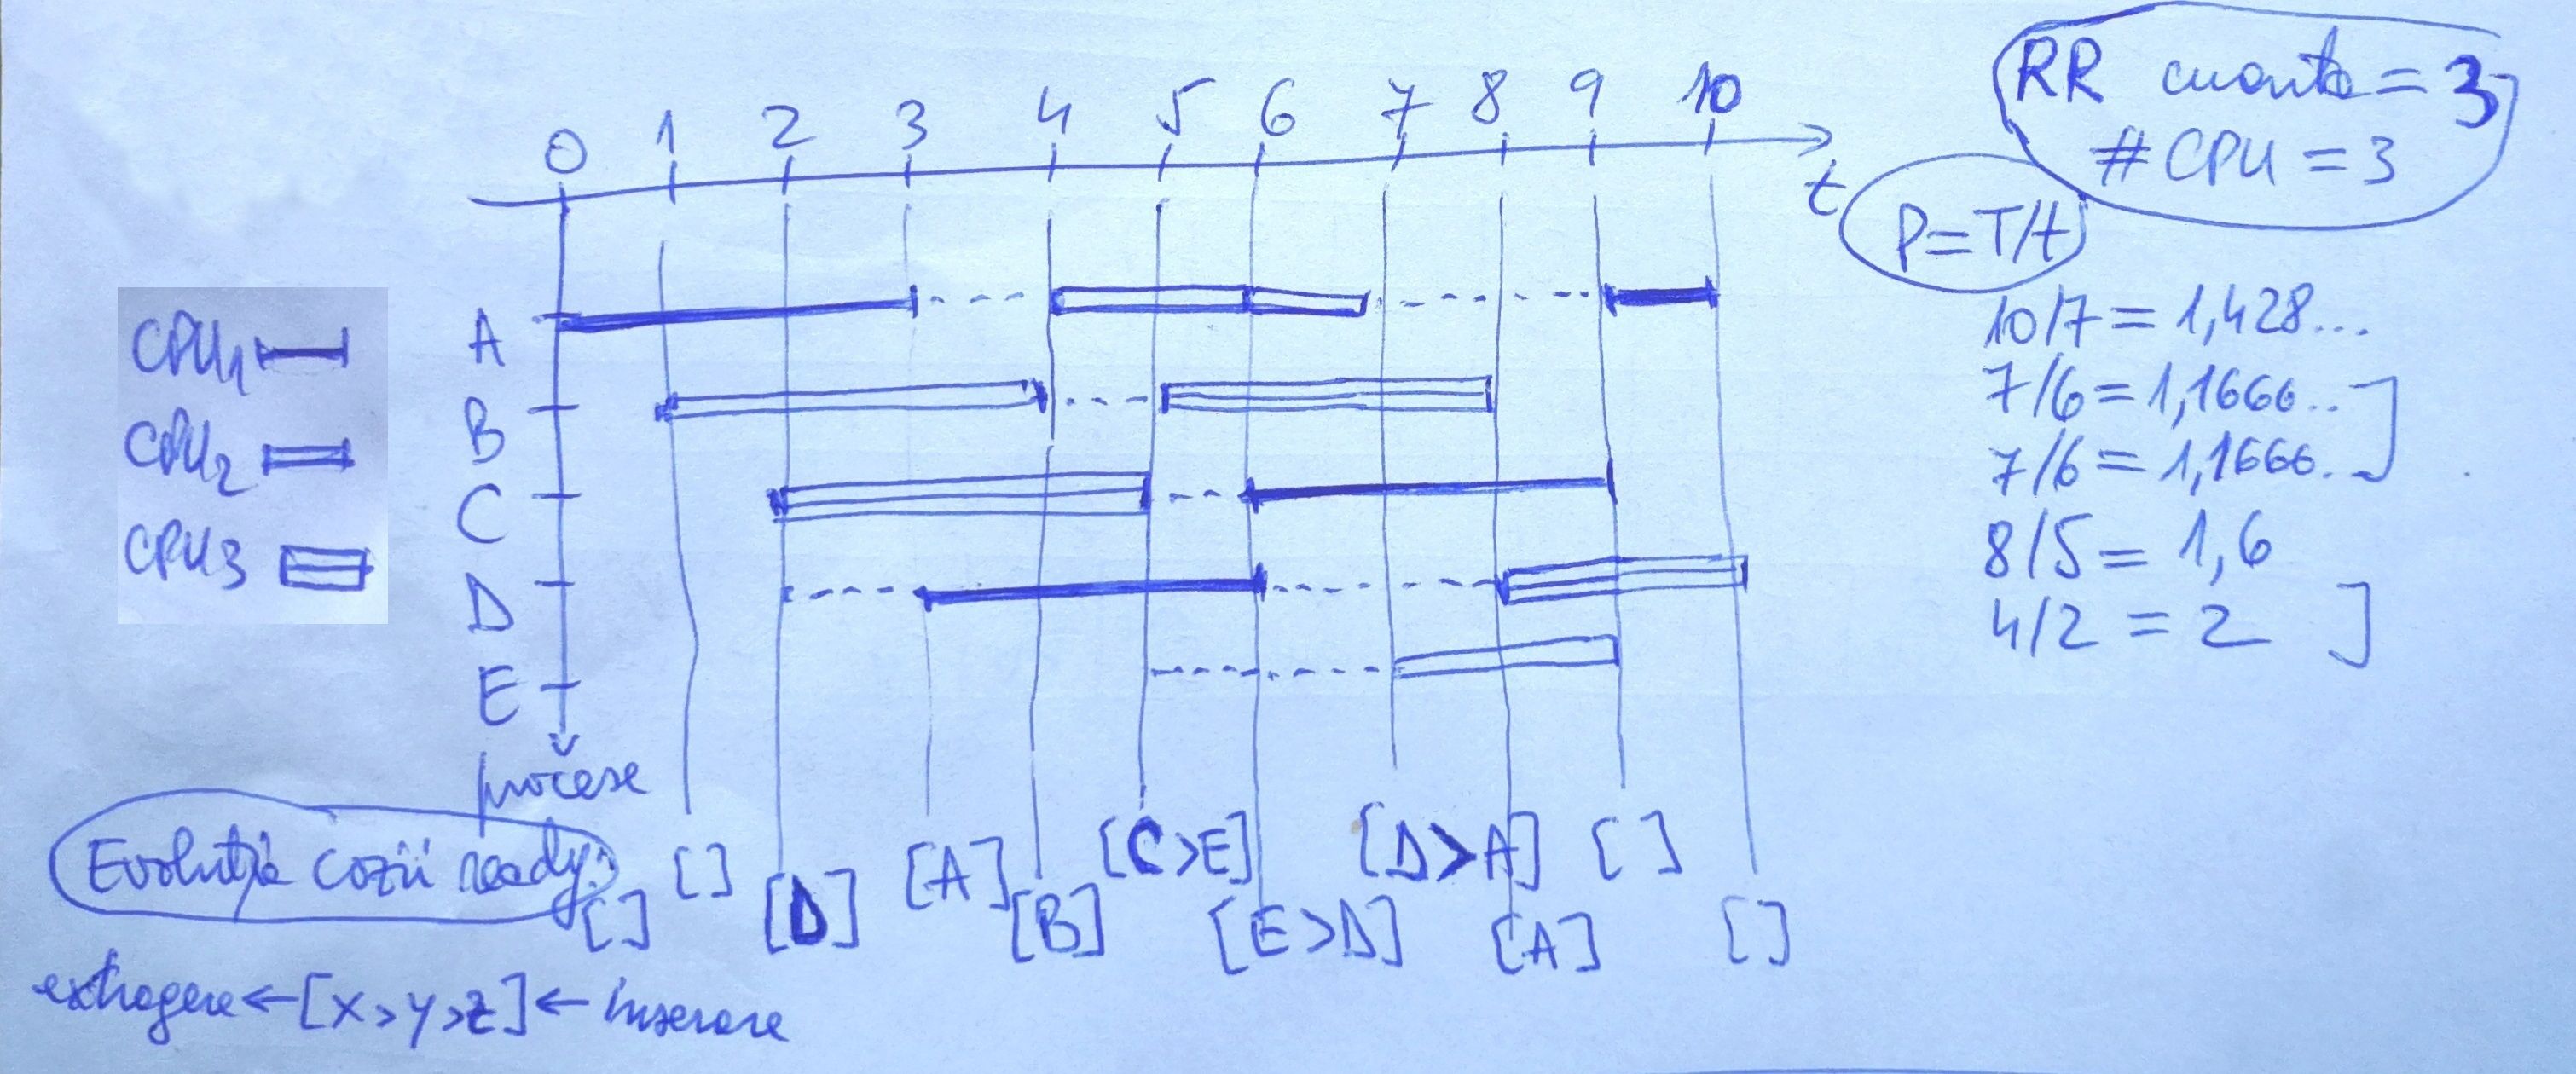 0 1 2 3 4 5 6 7 8 9 10
t
RR cuanta = 3
# CPU = 3
P=T/t
CPU1
CPU2
CPU3
A
B
C
D
E
procese
10/7 = 1,428...
7/6 = 1,1666..
7/6 = 1,1666.
8/5 = 1,6
4/2 = 2
Evoluția cozii ready:
[] [] [D] [A] [B] [C>E] [E>D] [D>A] [A] [] []
extragere ← [x>y>z] ← inserare